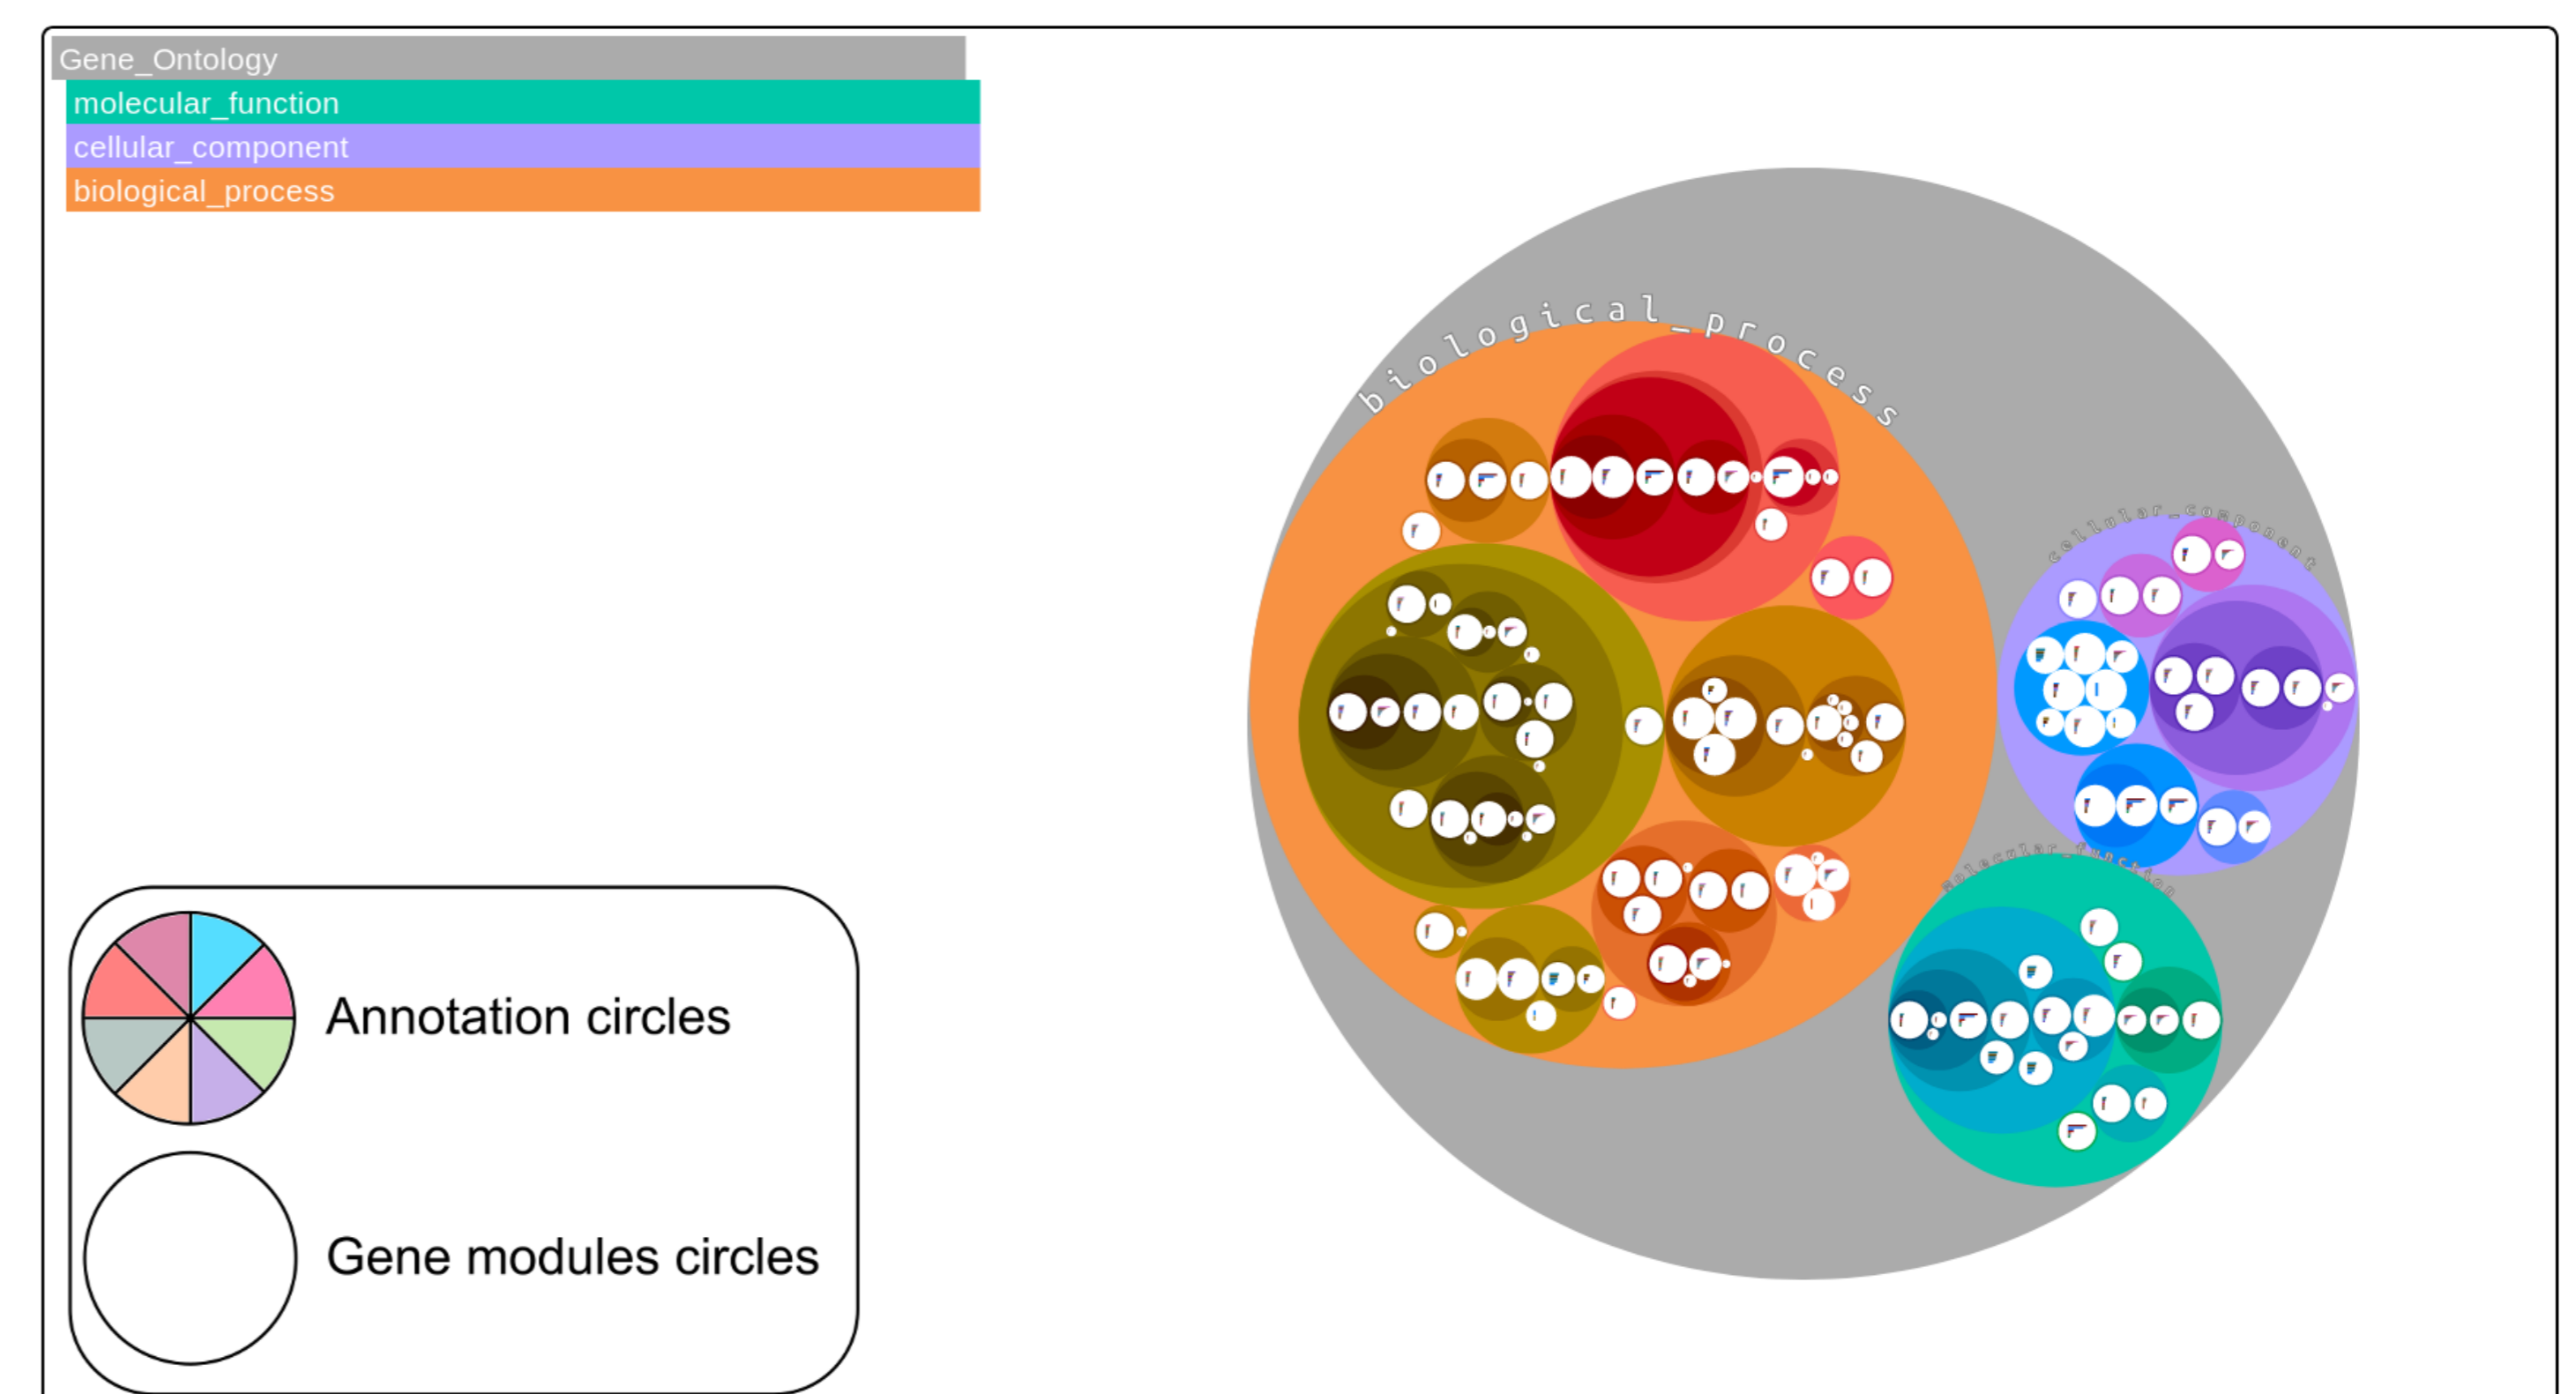 Gene_Ontology
molecular_function
cellular_component
biological_process
biological_process
cellular_component
molecular_function
Annotation circles
Gene modules circles